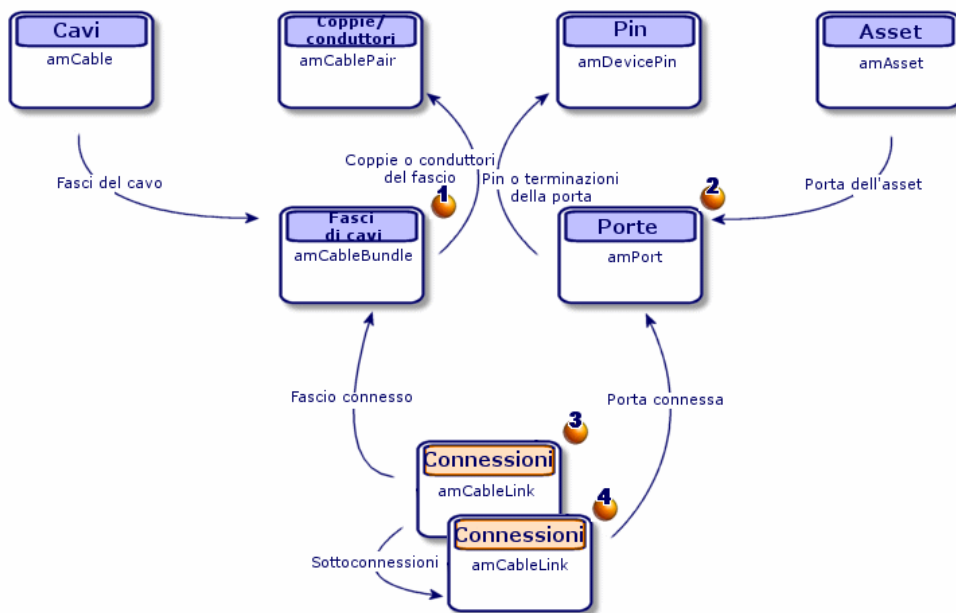 Cavi
amCable
Coppie/
conduttori
amCablePair
Pin
amDevicePin
Asset
amAsset
Fasci del cavo
Coppie o conduttori
del fascio
Pin o terminazioni
della porta
Porta dell'asset
1
2
Fasci
di cavi
amCableBundle
Porte
amPort
Fascio connesso
Porta connessa
3
Connessioni
amCableLink
4
Connessioni
amCableLink
Sottoconnessioni